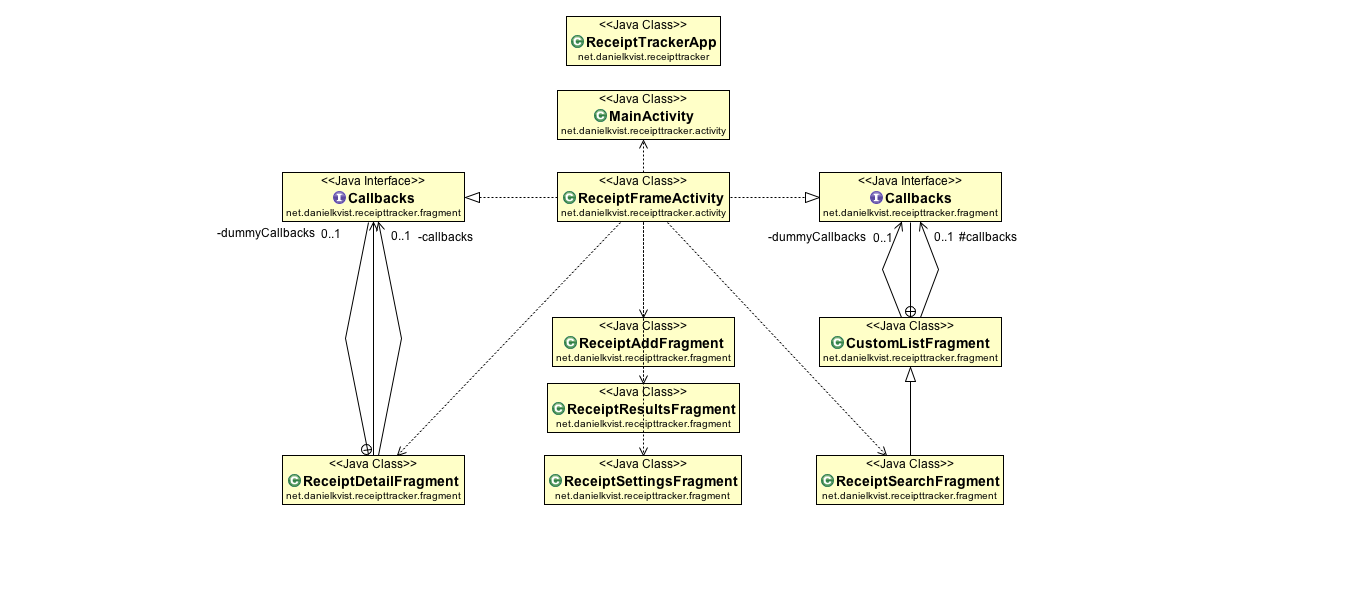 <<Java Class>>
ReceiptTrackerApp
net.danielkvist.receipttracker
<<Java Class>>
MainActivity
net.danielkvist.receipttracker.activity
<<Java Interface>>
Callbacks
net.danielkvist.receipttracker.fragment
<<Java Class>>
ReceiptFrameActivity
net.danielkvist.receipttracker.activity
<<Java Interface>>
Callbacks
net.danielkvist.receipttracker.fragment
-dummyCallbacks 0..1
0..1 -callbacks
-dummyCallbacks 0..1
0..1 #callbacks
<<Java Class>>
ReceiptAddFragment
net.danielkvist.receipttracker.fragment
<<Java Class>>
CustomListFragment
net.danielkvist.receipttracker.fragment
<<Java Class>>
ReceiptResultsFragment
net.danielkvist.receipttracker.fragment
<<Java Class>>
ReceiptDetailFragment
net.danielkvist.receipttracker.fragment
<<Java Class>>
ReceiptSettingsFragment
net.danielkvist.receipttracker.fragment
<<Java Class>>
ReceiptSearchFragment
net.danielkvist.receipttracker.fragment